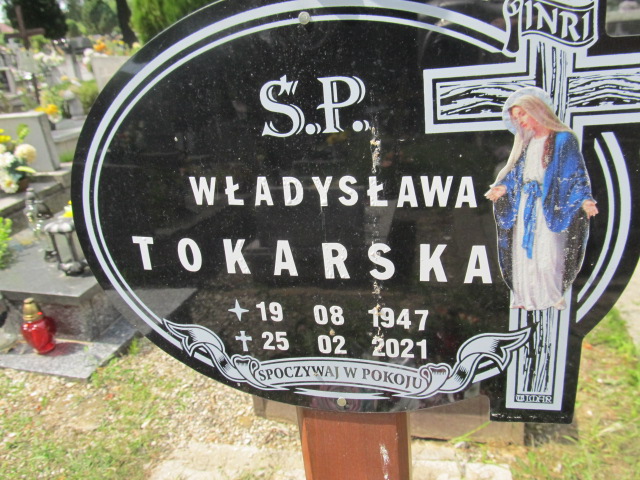 INRI
Ś.P.
WŁADYSŁAWA
TOKARSKA
19 08 1947
25 02 2021
SPOCZYWAJ W POKOJU